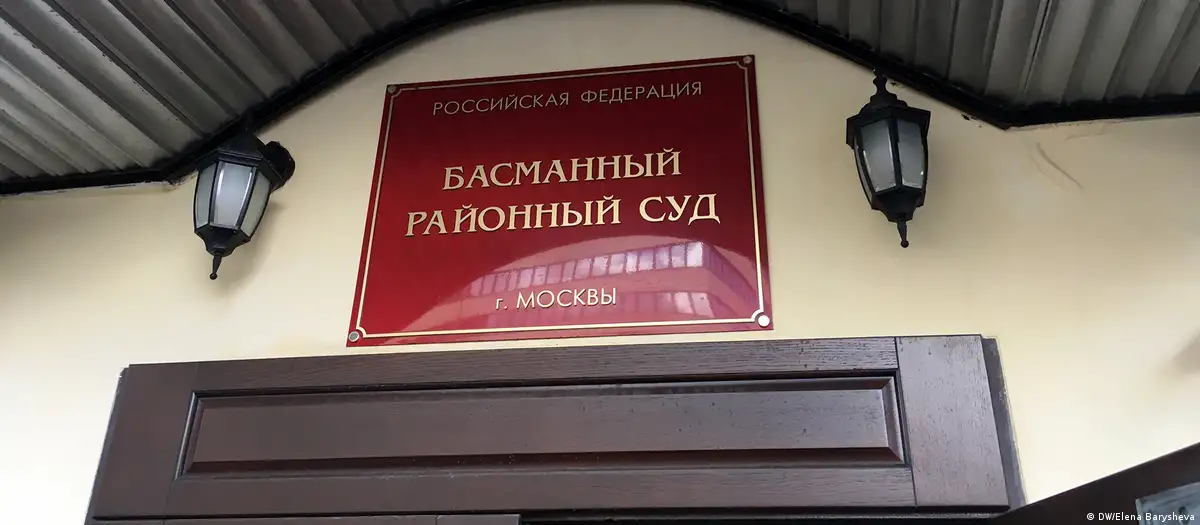 РОССИЙСКАЯ ФЕДЕРАЦИЯ
БАСМАННЫЙ
РАЙОННЫЙ СУД
г. МОСКВЫ
© DW/Elena Barysheva